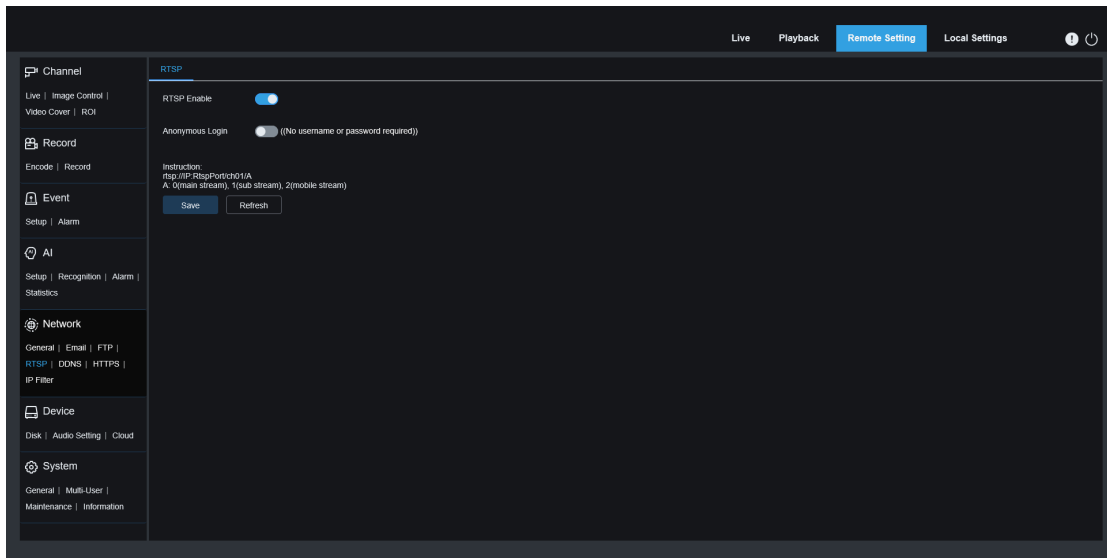 Live Playback Remote Setting Local Settings
Channel
Live | Image Control |
Video Cover | ROI
Record
Encode | Record
Event
Setup | Alarm
AI
Setup | Recognition | Alarm |
Statistics
Network
General | Email | FTP |
RTSP | DDNS | HTTPS |
IP Filter
Device
Disk | Audio Setting | Cloud
System
General | Multi-User |
Maintenance | Information
RTSP
RTSP Enable
Anonymous Login ((No username or password required))
Instruction:
rtsp://IP:RtspPort/ch01/A
A: 0(main stream), 1(sub stream), 2(mobile stream)
Save Refresh